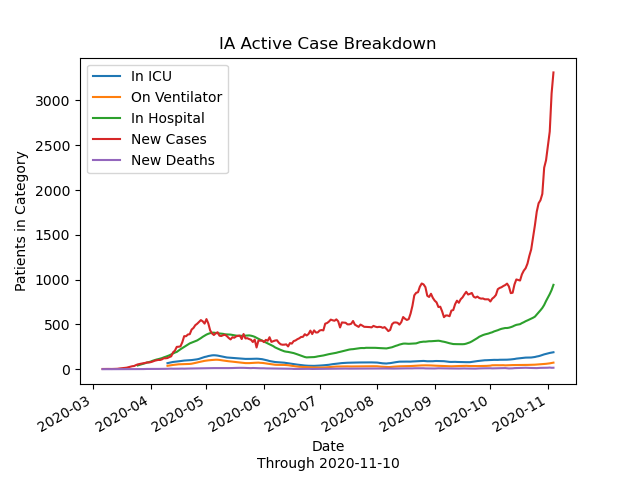 IA Active Case Breakdown
In ICU
On Ventilator
In Hospital
New Cases
New Deaths
Patients in Category
3000
2500
2000
1500
1000
500
0
2020-03
2020-04
2020-05
2020-06
2020-07
2020-08
2020-09
2020-10
2020-11
Date
Through 2020-11-10